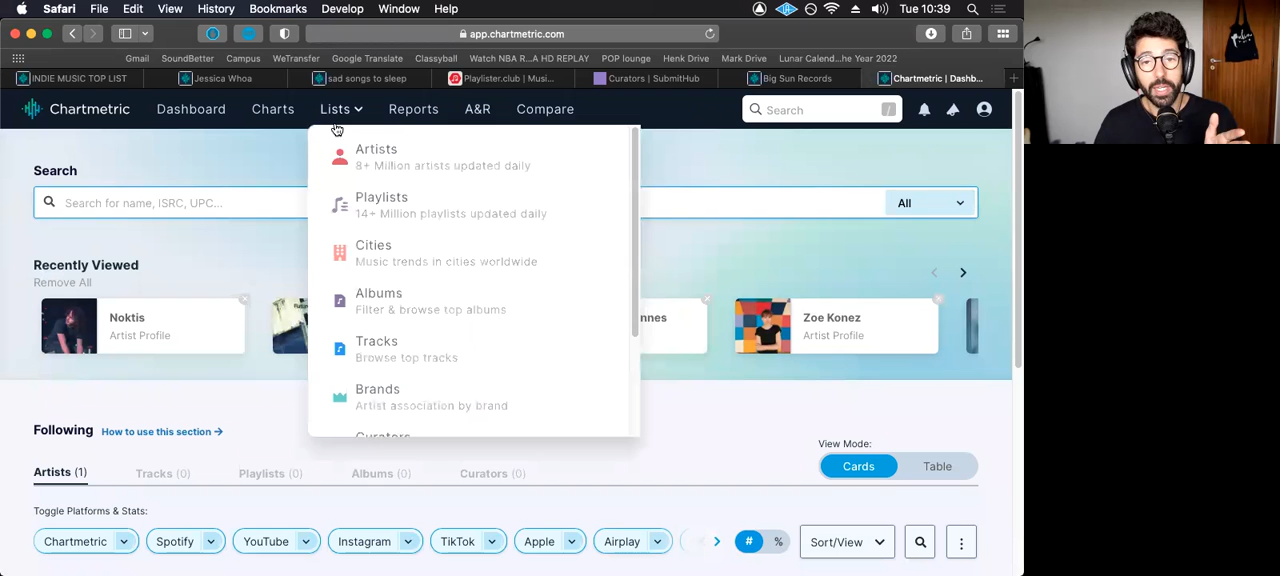 Safari File Edit View History Bookmarks Develop Window Help Tue 10:39
app.chartmetric.com
Gmail SoundBetter Campus WeTransfer Google Translate Classyball Watch NBA R...A HD REPLAY POP lounge Henk Drive Mark Drive Lunar Calend...he Year 2022
INDIE MUSIC TOP LIST Jessica Whoa sad songs to sleep Playlister.club | Musi... Curators | SubmitHub Big Sun Records Chartmetric | Dashb...
Chartmetric Dashboard Charts Lists Reports A&R Compare Search /
Artists
8+ Million artists updated daily
Playlists
14+ Million playlists updated daily
Cities
Music trends in cities worldwide
Albums
Filter & browse top albums
Tracks
Browse top tracks
Brands
Artist association by brand
Curators
Search
Search for name, ISRC, UPC... All
Recently Viewed
Remove All
Noktis
Artist Profile
nnes
Zoe Konez
Artist Profile
Following How to use this section →
View Mode:
Cards Table
Artists (1) Tracks (0) Playlists (0) Albums (0) Curators (0)
Toggle Platforms & Stats:
Chartmetric Spotify YouTube Instagram TikTok Apple Airplay # % Sort/View